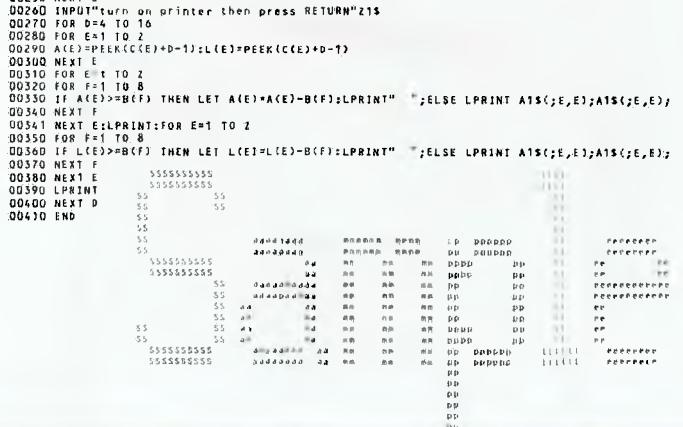 00260 INPUT"turn on printer then press RETURN"Z1$
00270 FOR D=4 TO 16
00280 FOR E=1 TO 2
00290 A(E)=PEEK(C(E)+D-1):L(E)=PEEK(C(E)+D-1)
00300 NEXT E
00310 FOR E=1 TO 2
00320 FOR F=1 TO 8
00330 IF A(E)>=B(F) THEN LET A(E)=A(E)-B(F):LPRINT"  ";ELSE LPRINT A1$(;E,E);A1$(;E,E);
00340 NEXT F
00341 NEXT E:LPRINT:FOR E=1 TO 2
00350 FOR F=1 TO 8
00360 IF L(E)>=B(F) THEN LET L(E)=L(E)-B(F):LPRINT"  ";ELSE LPRINT A1$(;E,E);A1$(;E,E);
00370 NEXT F
00380 NEXT E
00390 LPRINT
00400 NEXT D
00410 END
Sample